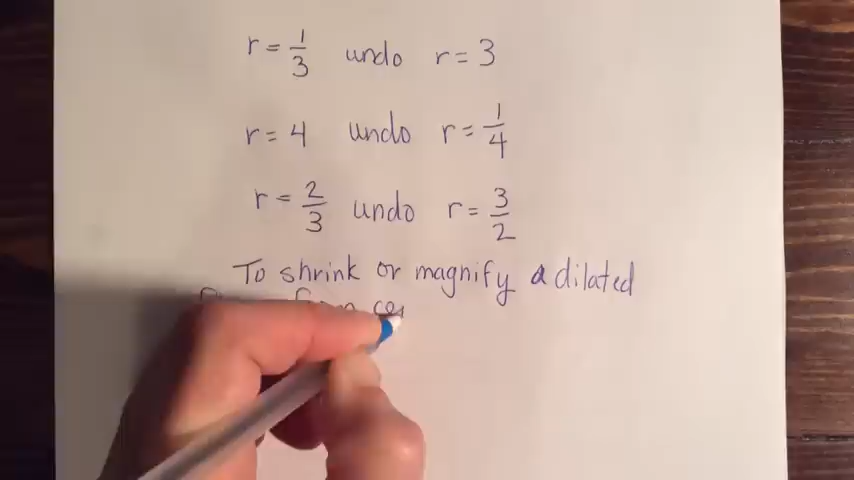 r = 1/3 undo r = 3
r = 4 undo r = 1/4
r = 2/3 undo r = 3/2
To shrink or magnify a dilated